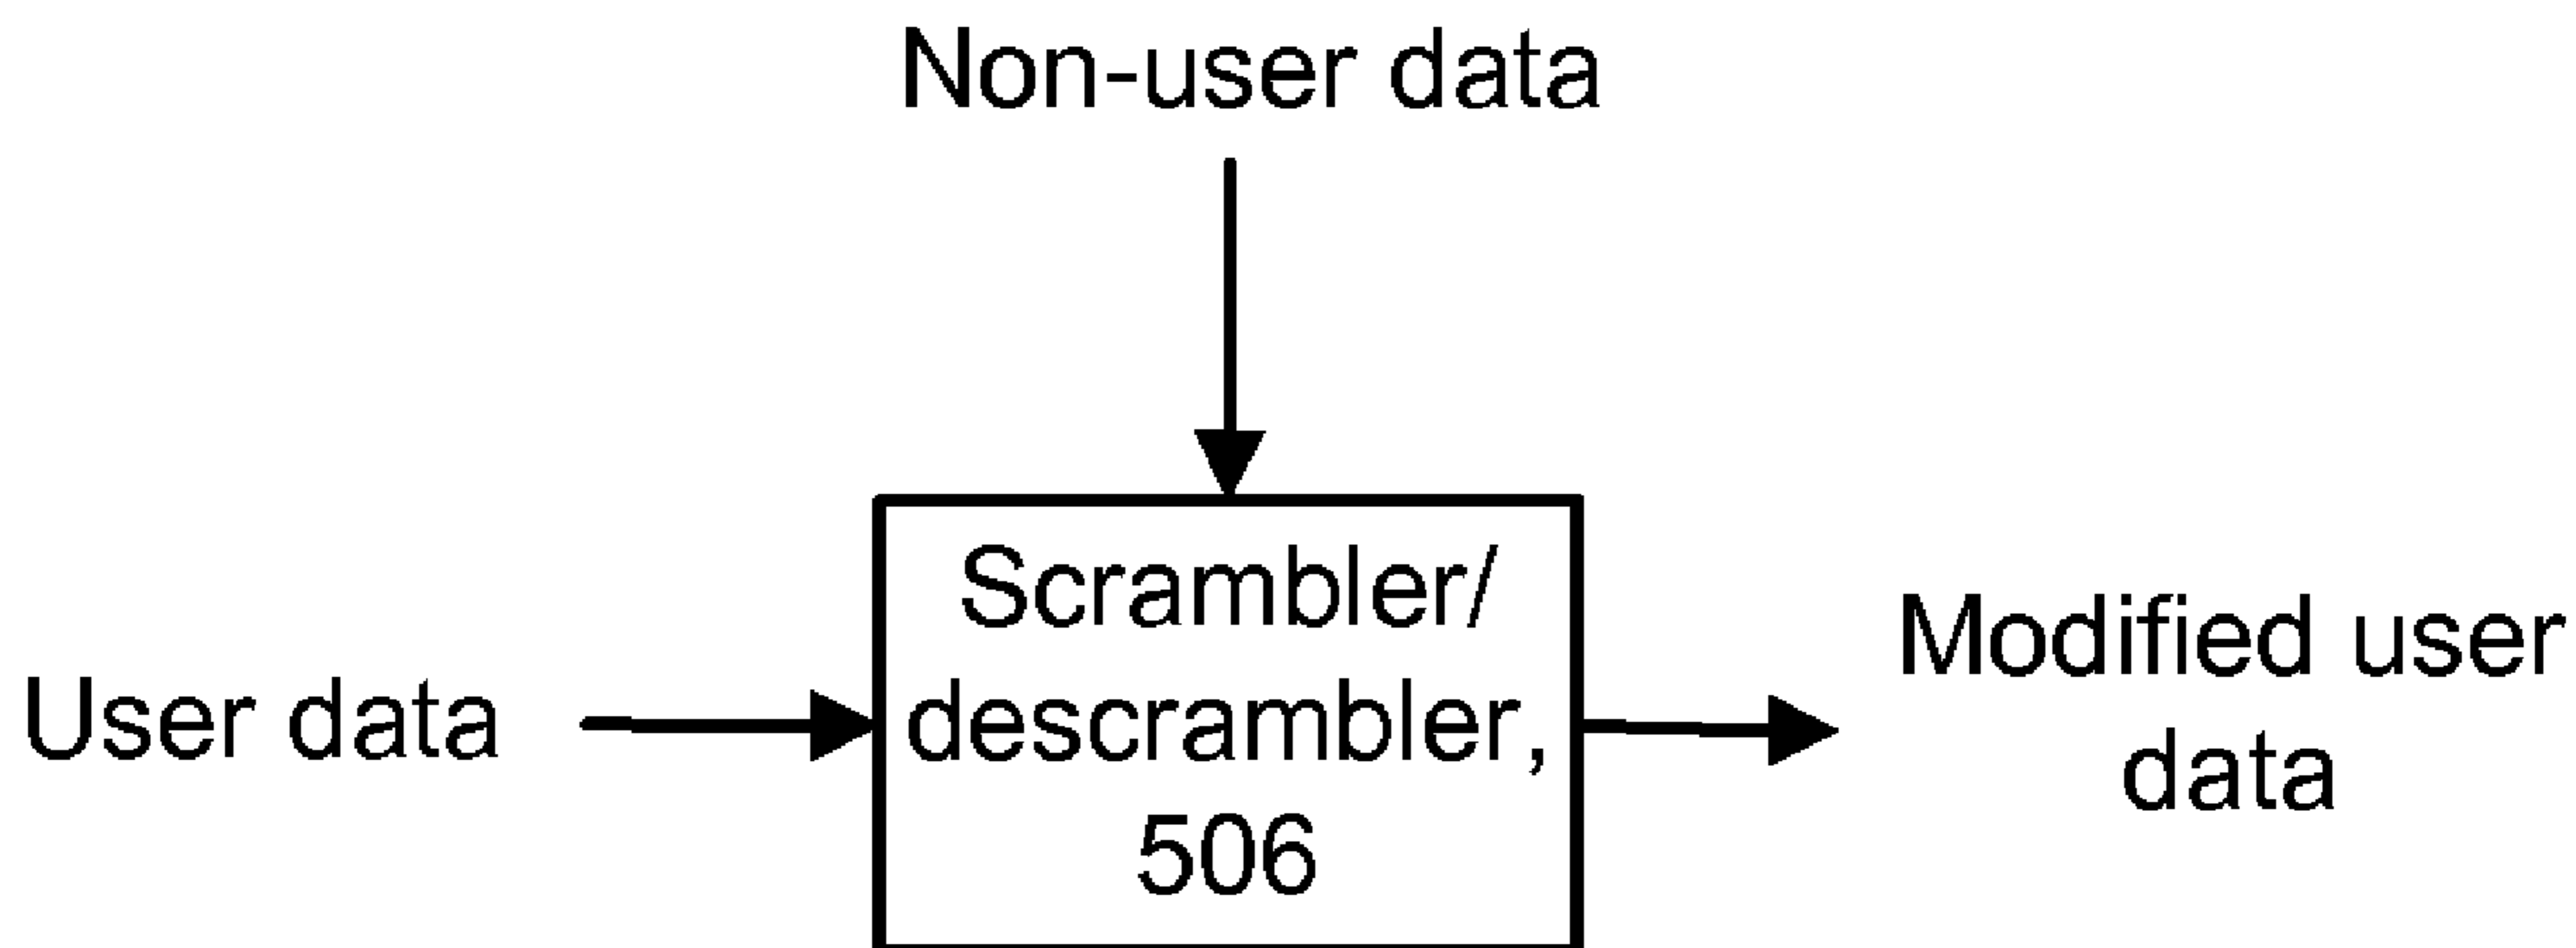 Non-user data
Scrambler/
descrambler,
506
User data
Modified user
data